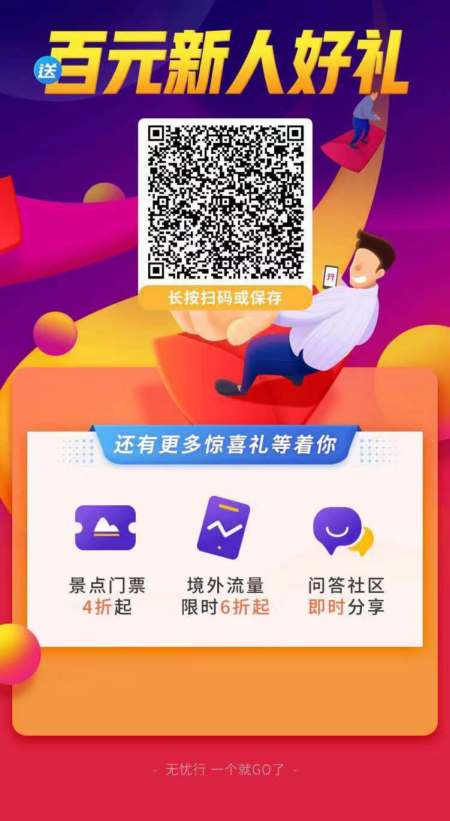 送百元新人好礼
长按扫码或保存
还有更多惊喜礼等着你
景点门票 境外流量 问答社区
4折起 限时6折起 即时分享
- 无忧行 一个就GO了 -